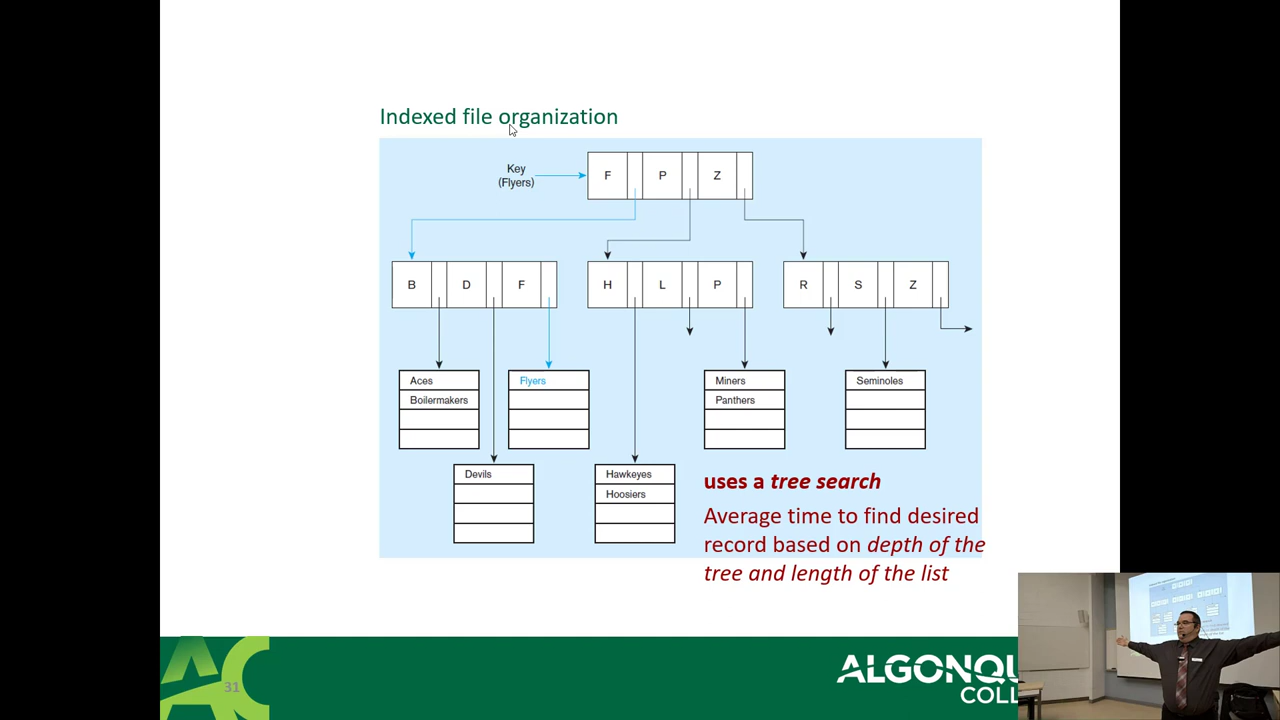 Indexed file organization
Key
(Flyers)
F P Z
B D F
H L P
R S Z
Aces
Boilermakers
Flyers
Miners
Panthers
Seminoles
Devils
Hawkeyes
Hoosiers
uses a tree search
Average time to find desired
record based on depth of the
tree and length of the list
31
ALGONQU
COLL